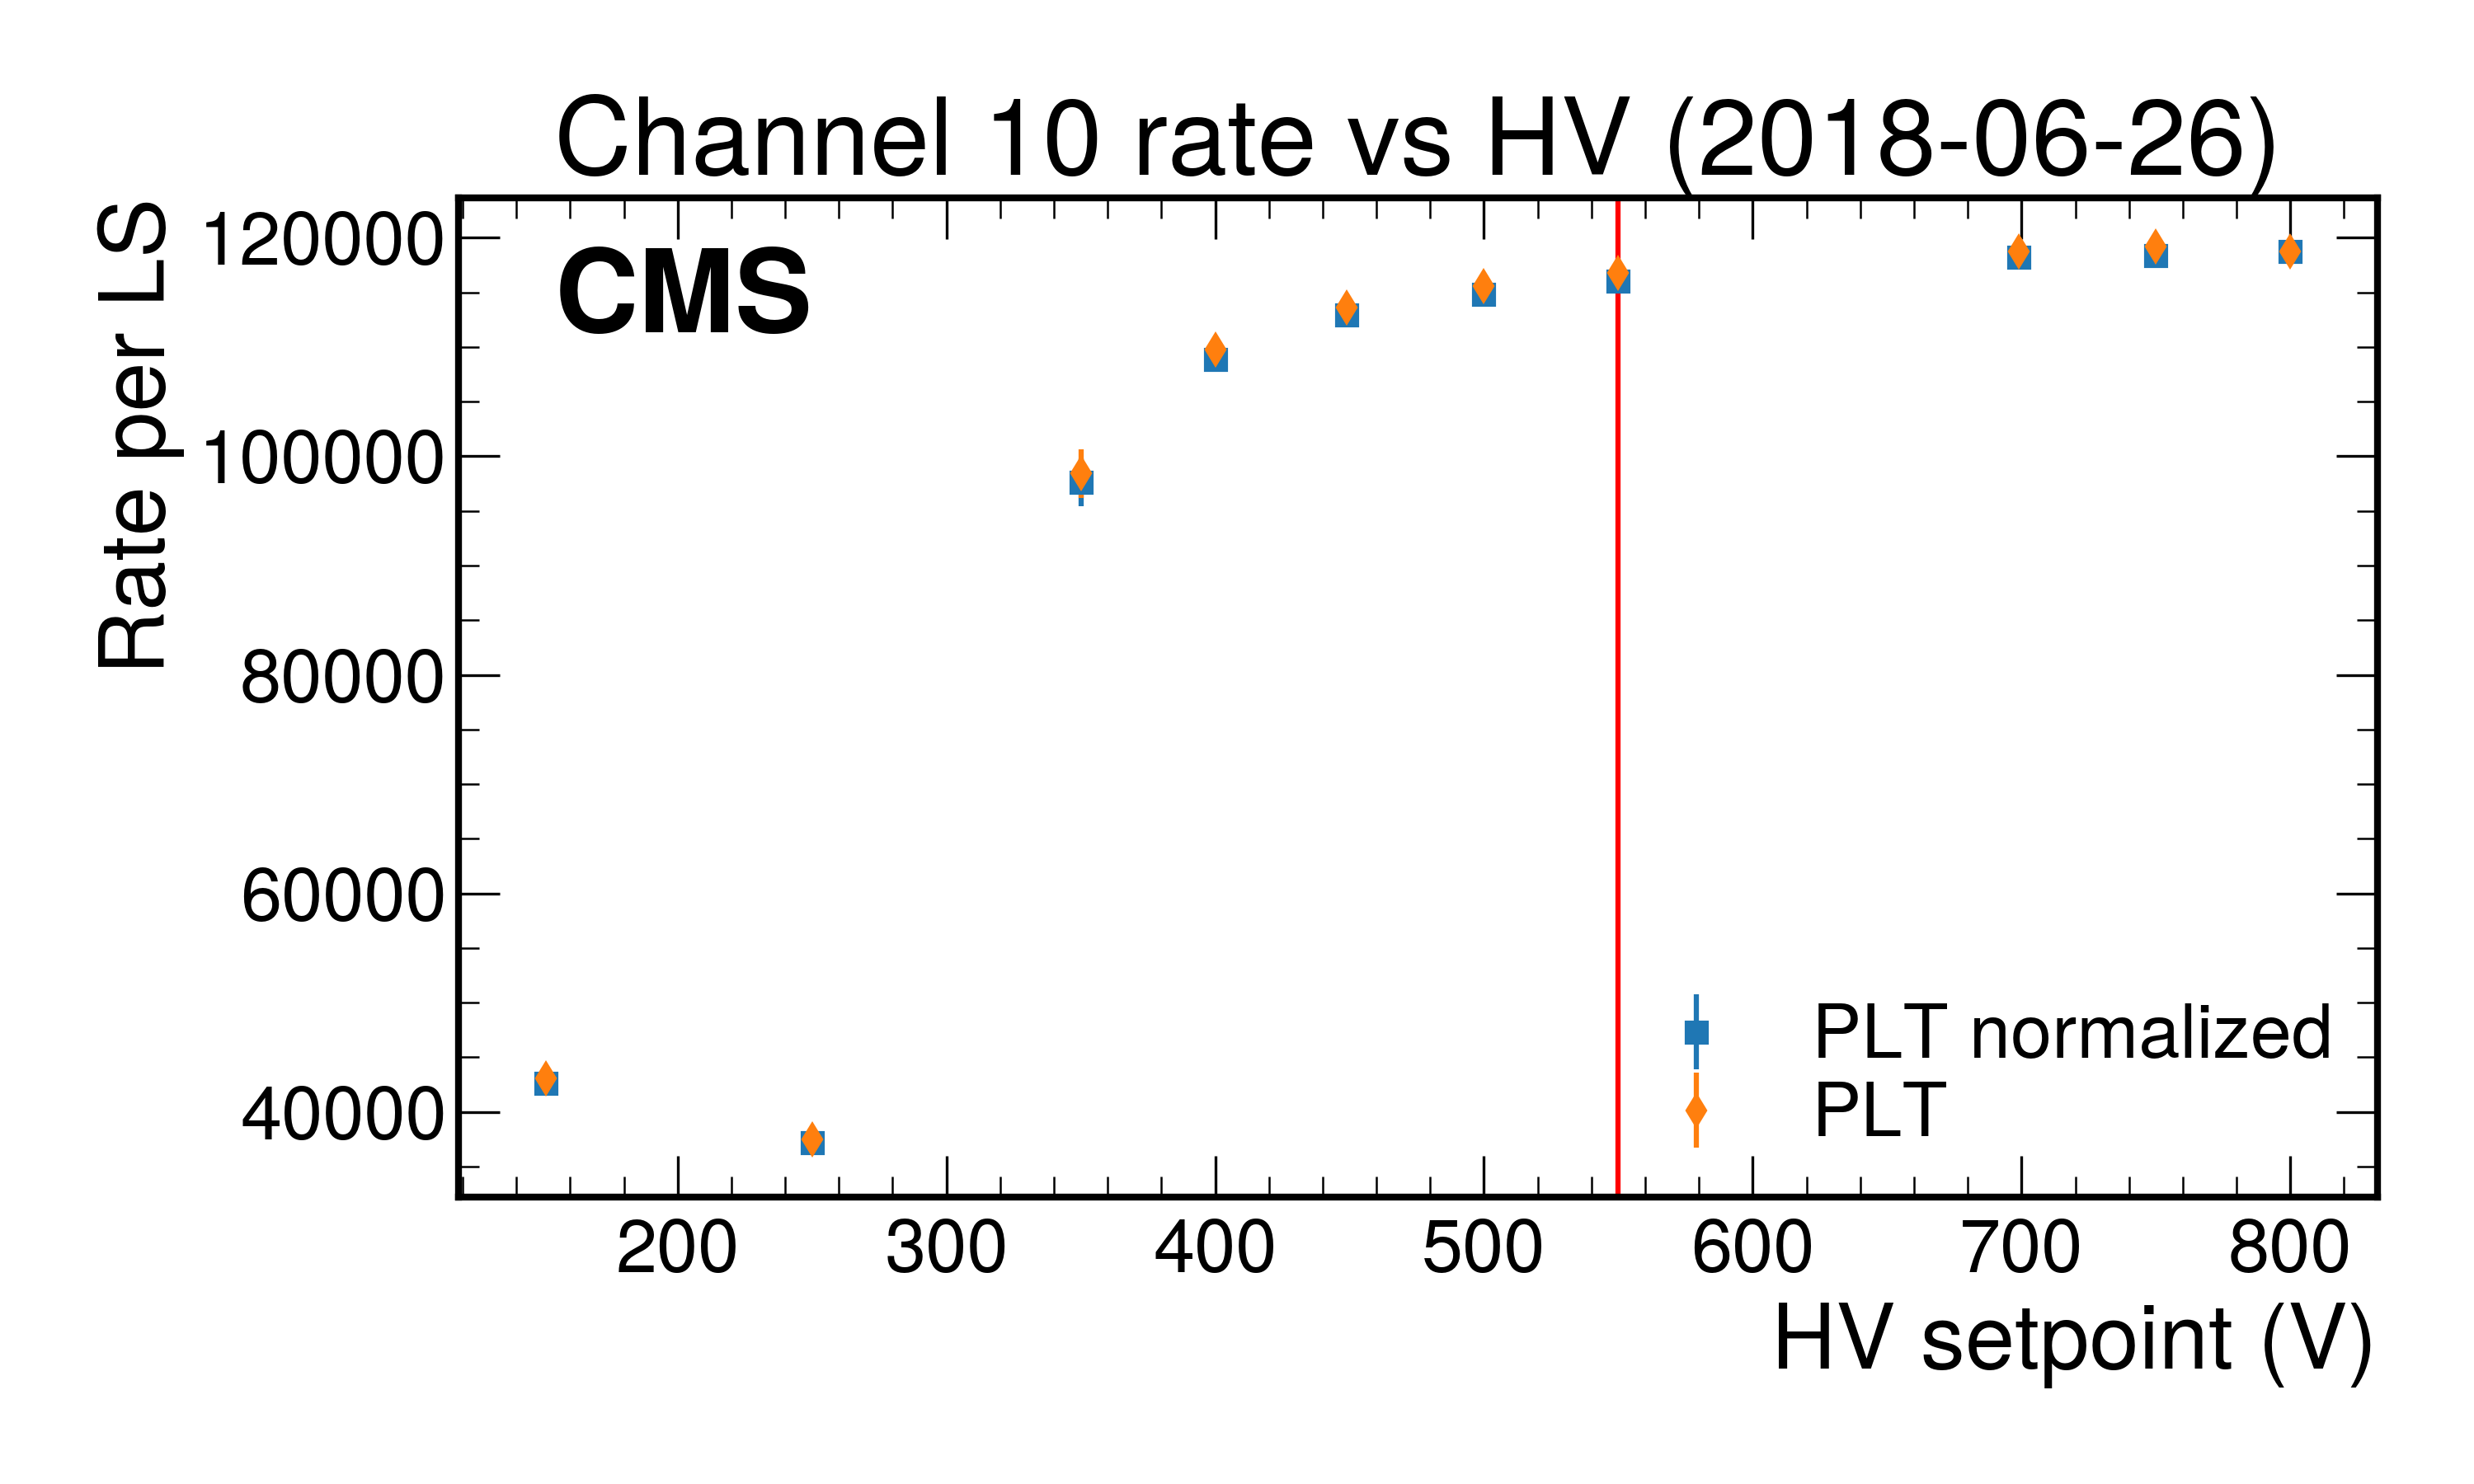 Channel 10 rate vs HV (2018-06-26)
CMS
Rate per LS
120000
100000
80000
60000
40000
PLT normalized
PLT
200 300 400 500 600 700 800
HV setpoint (V)